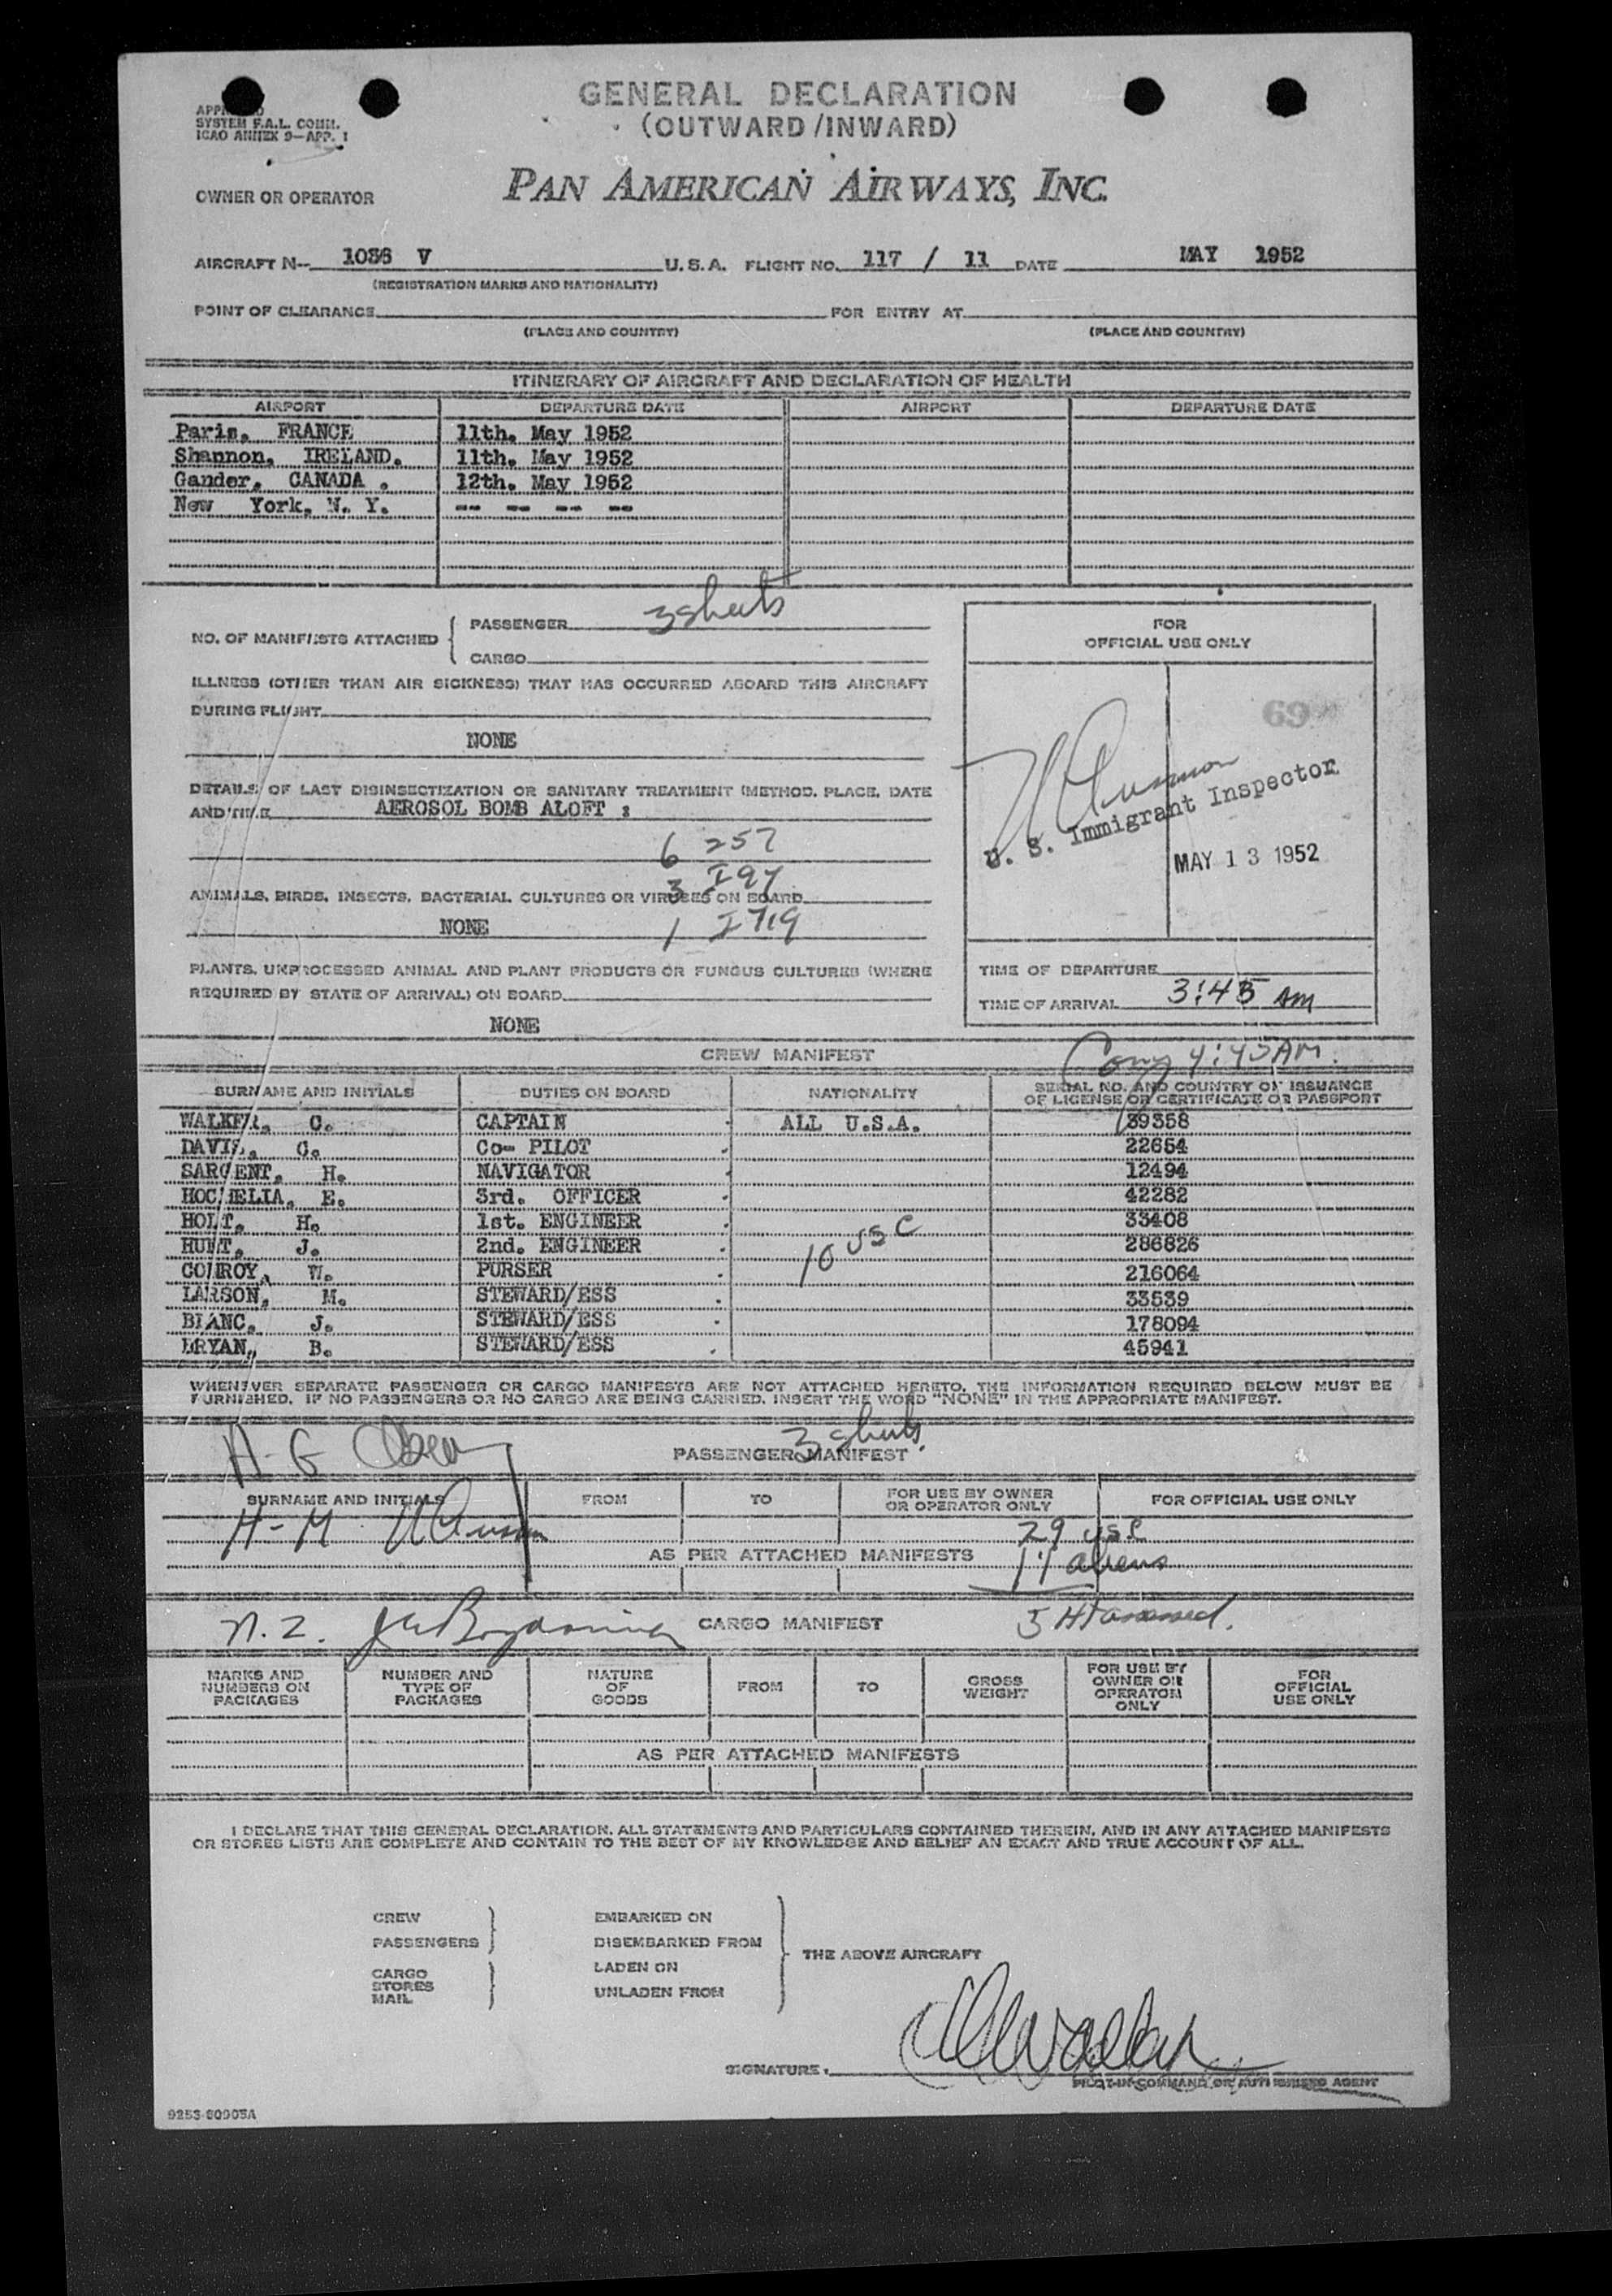 GENERAL DECLARATION
(OUTWARD/INWARD)
SYSTEM F.A.L. COMM.
ICAO ANNEX 9—APP. 1
OWNER OR OPERATOR PAN AMERICAN AIRWAYS, INC.
AIRCRAFT N-- 1036 V U.S.A. FLIGHT NO. 117 / 11 DATE MAY 1952
(REGISTRATION MARKS AND NATIONALITY)
POINT OF CLEARANCE FOR ENTRY AT
(PLACE AND COUNTRY) (PLACE AND COUNTRY)
ITINERARY OF AIRCRAFT AND DECLARATION OF HEALTH
AIRPORT DEPARTURE DATE AIRPORT DEPARTURE DATE
Paris, FRANCE 11th. May 1952
Shannon, IRELAND. 11th. May 1952
Gander, CANADA . 12th. May 1952
New York, N. Y. -- -- -- --
NO. OF MANIFESTS ATTACHED { PASSENGER 3 sheets
CARGO
ILLNESS (OTHER THAN AIR SICKNESS) THAT HAS OCCURRED ABOARD THIS AIRCRAFT
DURING FLIGHT
NONE
DETAILS OF LAST DISINSECTIZATION OR SANITARY TREATMENT (METHOD, PLACE, DATE
AND TIME AEROSOL BOMB ALOFT :
6 257
3 I 94
ANIMALS, BIRDS, INSECTS, BACTERIAL CULTURES OR VIRUSES ON BOARD
NONE 1 I 719
PLANTS, UNPROCESSED ANIMAL AND PLANT PRODUCTS OR FUNGUS CULTURES (WHERE
REQUIRED BY STATE OF ARRIVAL) ON BOARD
NONE
FOR
OFFICIAL USE ONLY
69
U. S. Immigrant Inspector
MAY 13 1952
TIME OF DEPARTURE
TIME OF ARRIVAL 3:45 AM
4:45 AM.
CREW MANIFEST
SURNAME AND INITIALS DUTIES ON BOARD NATIONALITY SERIAL NO. AND COUNTRY OF ISSUANCE
OF LICENSE OR CERTIFICATE OR PASSPORT
WALKER, C. CAPTAIN ALL U.S.A. 39358
DAVIS, G. Co- PILOT 22654
SARGENT, H. NAVIGATOR 12494
E. 3rd. OFFICER 42282
HOLT, H. 1st. ENGINEER 33408
HUNT, J. 2nd. ENGINEER 10 USC 286826
CONROY, W. PURSER 216064
LARSON, M. STEWARD/ESS 33539
BLANC, J. STEWARD/ESS 178094
BRYAN, B. STEWARD/ESS 45941
WHENEVER SEPARATE PASSENGER OR CARGO MANIFESTS ARE NOT ATTACHED HERETO, THE INFORMATION REQUIRED BELOW MUST BE
FURNISHED. IF NO PASSENGERS OR NO CARGO ARE BEING CARRIED, INSERT THE WORD "NONE" IN THE APPROPRIATE MANIFEST.
H-G
3 sheets.
PASSENGER MANIFEST
SURNAME AND INITIALS FROM TO FOR USE BY OWNER
OR OPERATOR ONLY FOR OFFICIAL USE ONLY
H-M 29 usc
AS PER ATTACHED MANIFESTS 11 aliens
N.Z. CARGO MANIFEST 5 HT assessed.
MARKS AND
NUMBERS ON
PACKAGES
NUMBER AND
TYPE OF
PACKAGES
NATURE
OF
GOODS
FROM TO GROSS
WEIGHT
FOR USE BY
OWNER OR
OPERATOR
ONLY
FOR
OFFICIAL
USE ONLY
AS PER ATTACHED MANIFESTS
I DECLARE THAT THIS GENERAL DECLARATION, ALL STATEMENTS AND PARTICULARS CONTAINED THEREIN, AND IN ANY ATTACHED MANIFESTS
OR STORES LISTS ARE COMPLETE AND CONTAIN TO THE BEST OF MY KNOWLEDGE AND BELIEF AN EXACT AND TRUE ACCOUNT OF ALL.
CREW EMBARKED ON
PASSENGERS DISEMBARKED FROM
THE ABOVE AIRCRAFT
CARGO LADEN ON
STORES
MAIL UNLADEN FROM
SIGNATURE
PILOT-IN-COMMAND OR AUTHORIZED AGENT